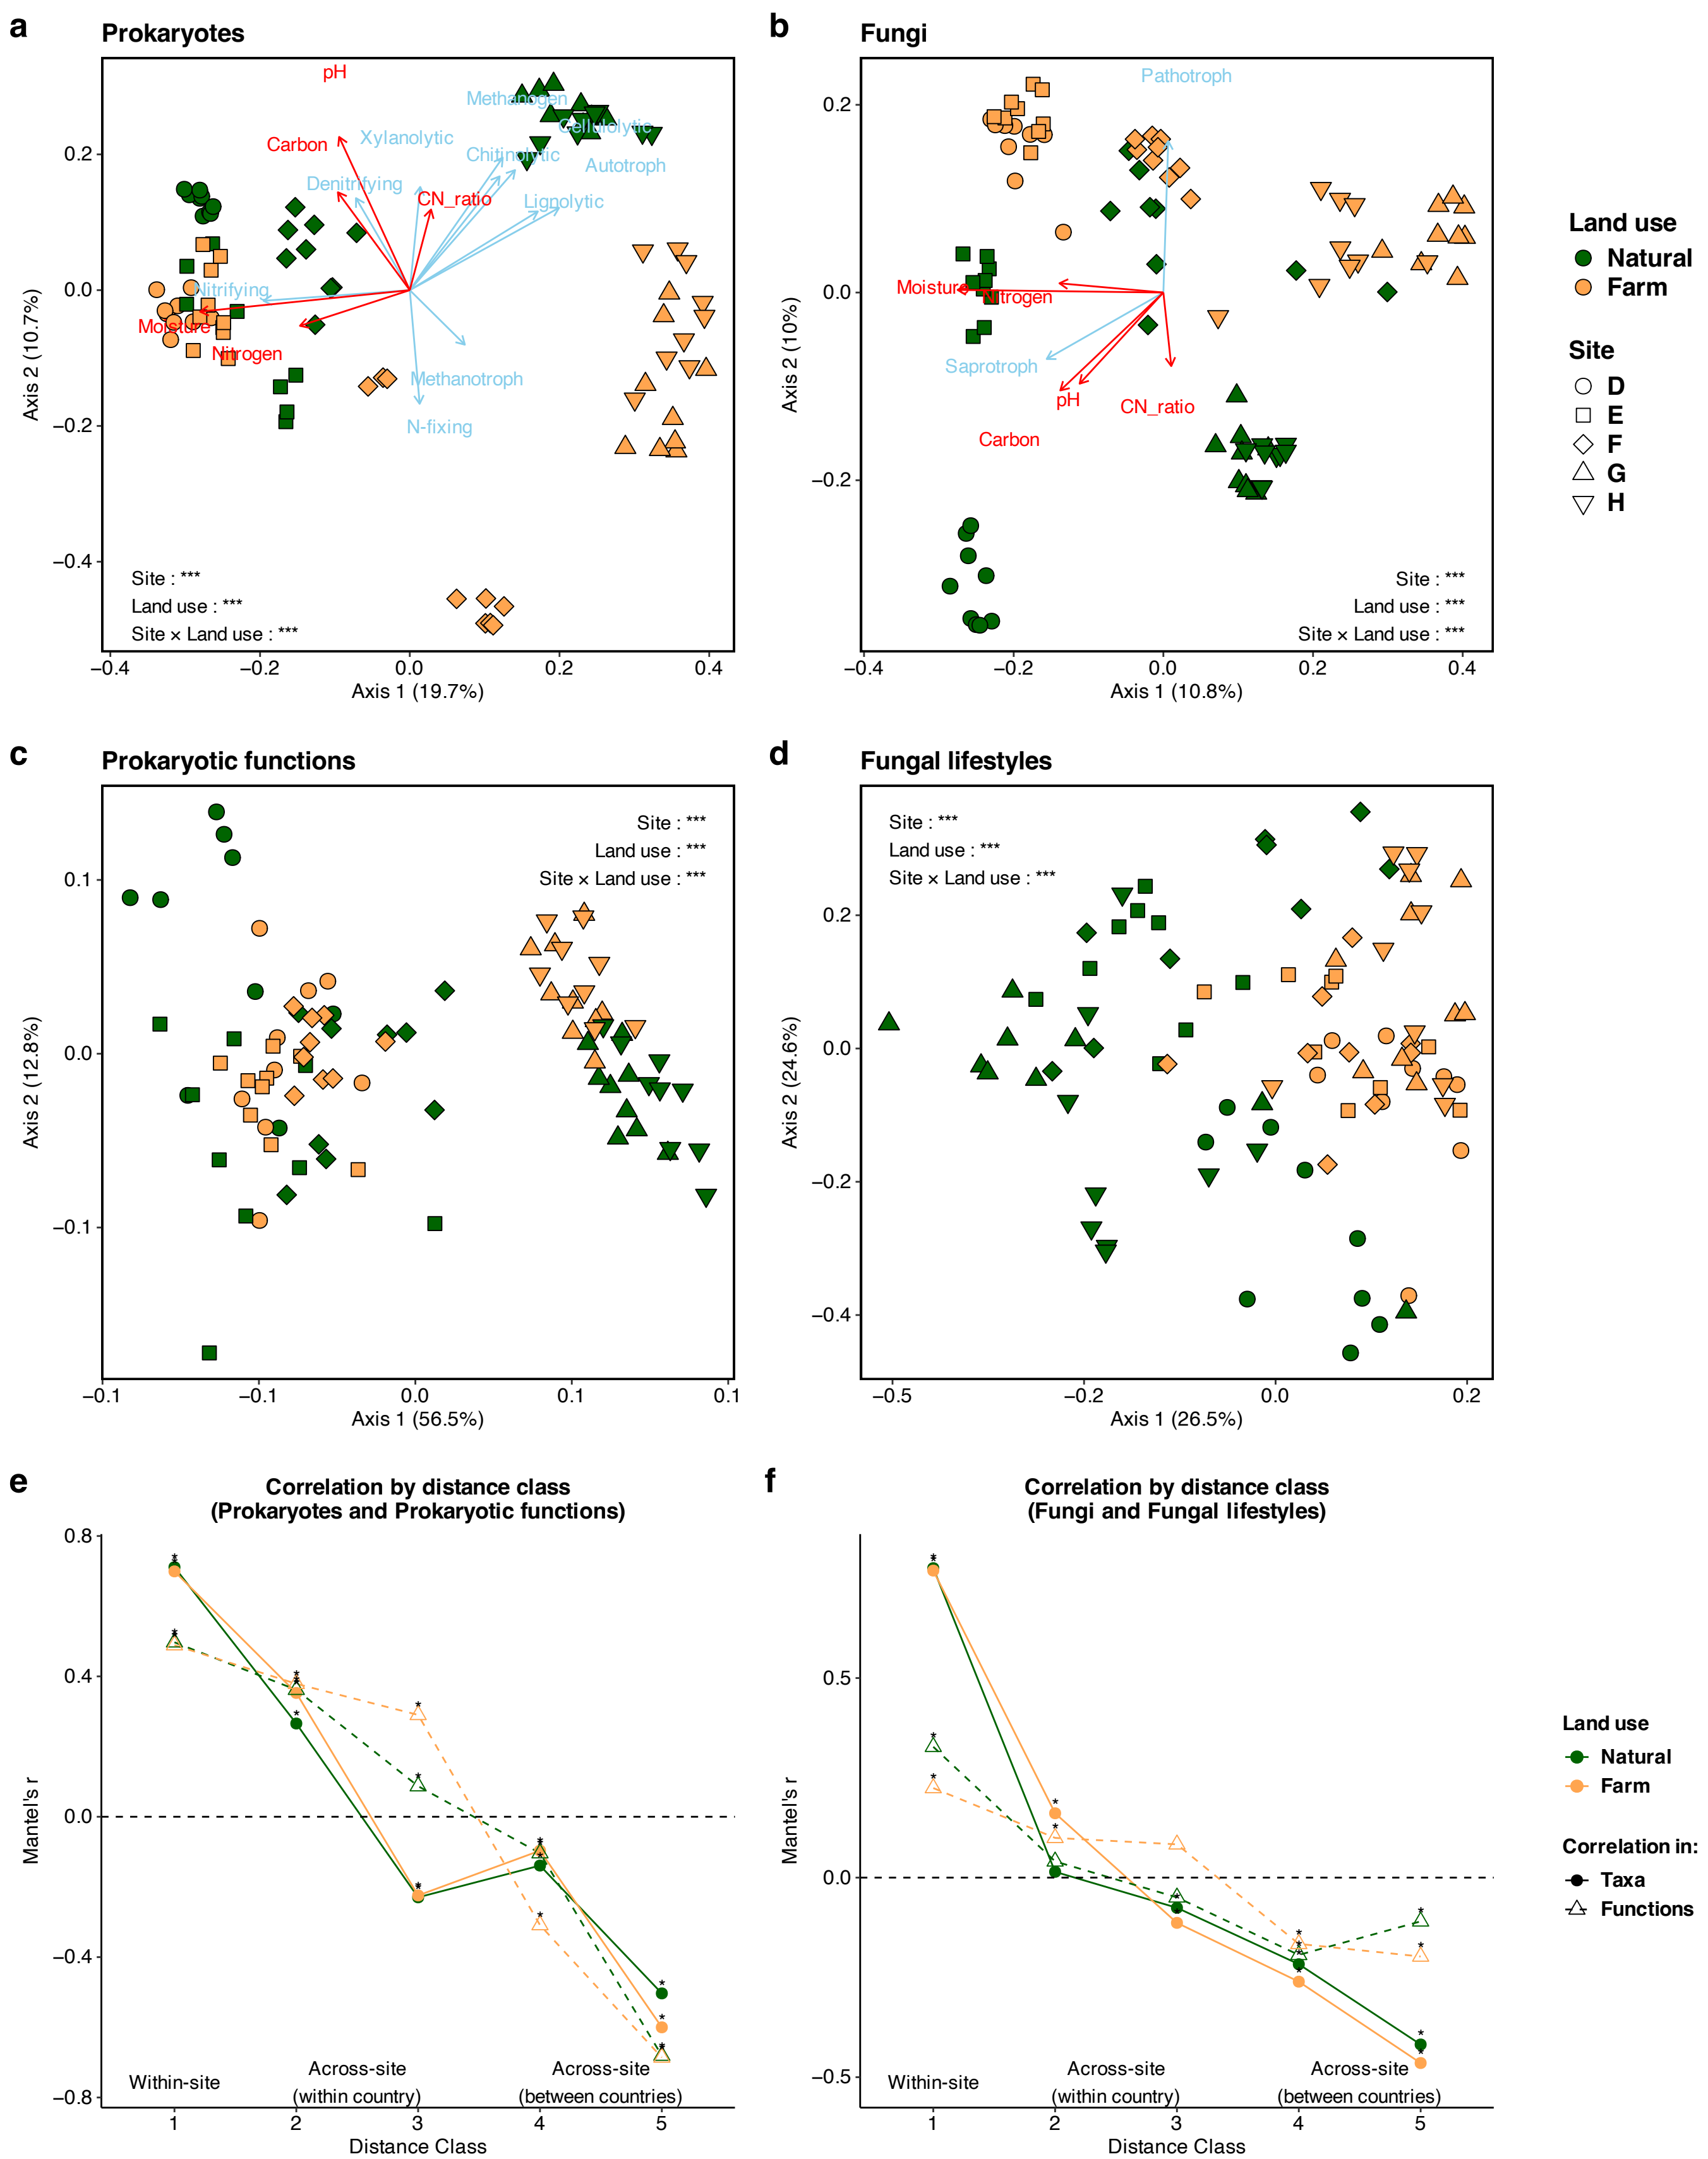 a
Prokaryotes
pH
Methanogen
Carbon
Xylanolytic
Cellulolytic
Chitinolytic
Autotroph
Denitrifying
CN_ratio
Lignolytic
Nitrifying
Moisture
Nitrogen
Methanotroph
N-fixing
Site : ***
Land use : ***
Site × Land use : ***
0.2
0.0
−0.2
−0.4
−0.4
−0.2
0.0
0.2
0.4
Axis 1 (19.7%)
Axis 2 (10.7%)
b
Fungi
Pathotroph
Moisture
Nitrogen
Saprotroph
pH
CN_ratio
Carbon
Site : ***
Land use : ***
Site × Land use : ***
0.2
0.0
−0.2
−0.4
−0.2
0.0
0.2
0.4
Axis 1 (10.8%)
Axis 2 (10%)
Land use
Natural
Farm
Site
D
E
F
G
H
c
Prokaryotic functions
Site : ***
Land use : ***
Site × Land use : ***
0.1
0.0
−0.1
−0.1
−0.1
0.0
0.1
0.1
Axis 1 (56.5%)
Axis 2 (12.8%)
d
Fungal lifestyles
Site : ***
Land use : ***
Site × Land use : ***
0.2
0.0
−0.2
−0.4
−0.5
−0.2
0.0
0.2
Axis 1 (26.5%)
Axis 2 (24.6%)
e
Correlation by distance class
(Prokaryotes and Prokaryotic functions)
0.8
0.4
0.0
−0.4
−0.8
Mantel's r
Within-site
Across-site
(within country)
Across-site
(between countries)
1
2
3
4
5
Distance Class
f
Correlation by distance class
(Fungi and Fungal lifestyles)
0.5
0.0
−0.5
Mantel's r
Within-site
Across-site
(within country)
Across-site
(between countries)
1
2
3
4
5
Distance Class
Land use
Natural
Farm
Correlation in:
Taxa
Functions